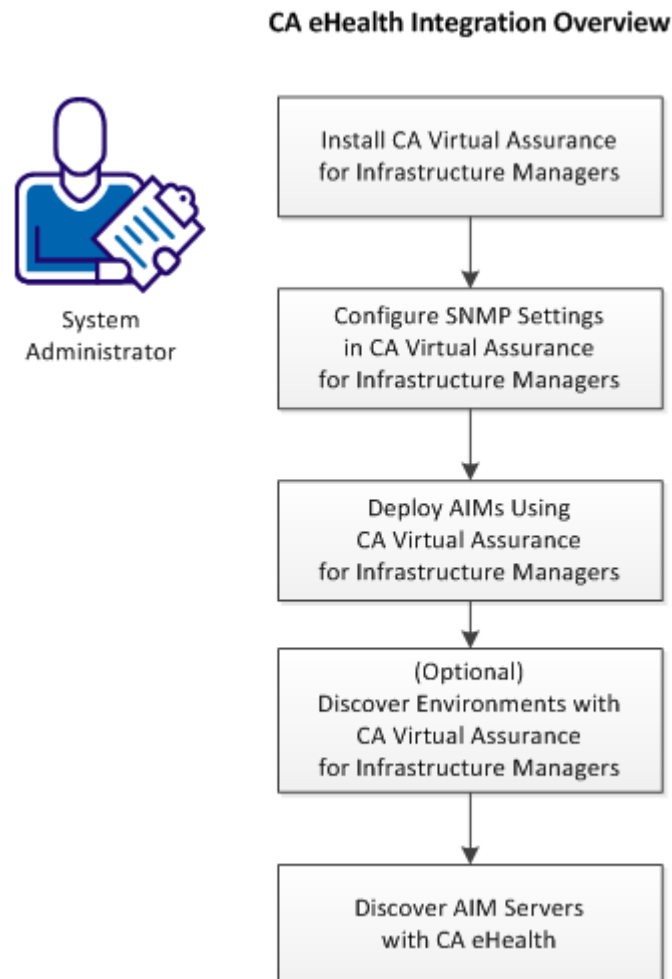 CA eHealth Integration Overview
System
Administrator
Install CA Virtual Assurance
for Infrastructure Managers
Configure SNMP Settings
in CA Virtual Assurance
for Infrastructure Managers
Deploy AIMs Using
CA Virtual Assurance
for Infrastructure Managers
(Optional)
Discover Environments with
CA Virtual Assurance
for Infrastructure Managers
Discover AIM Servers
with CA eHealth